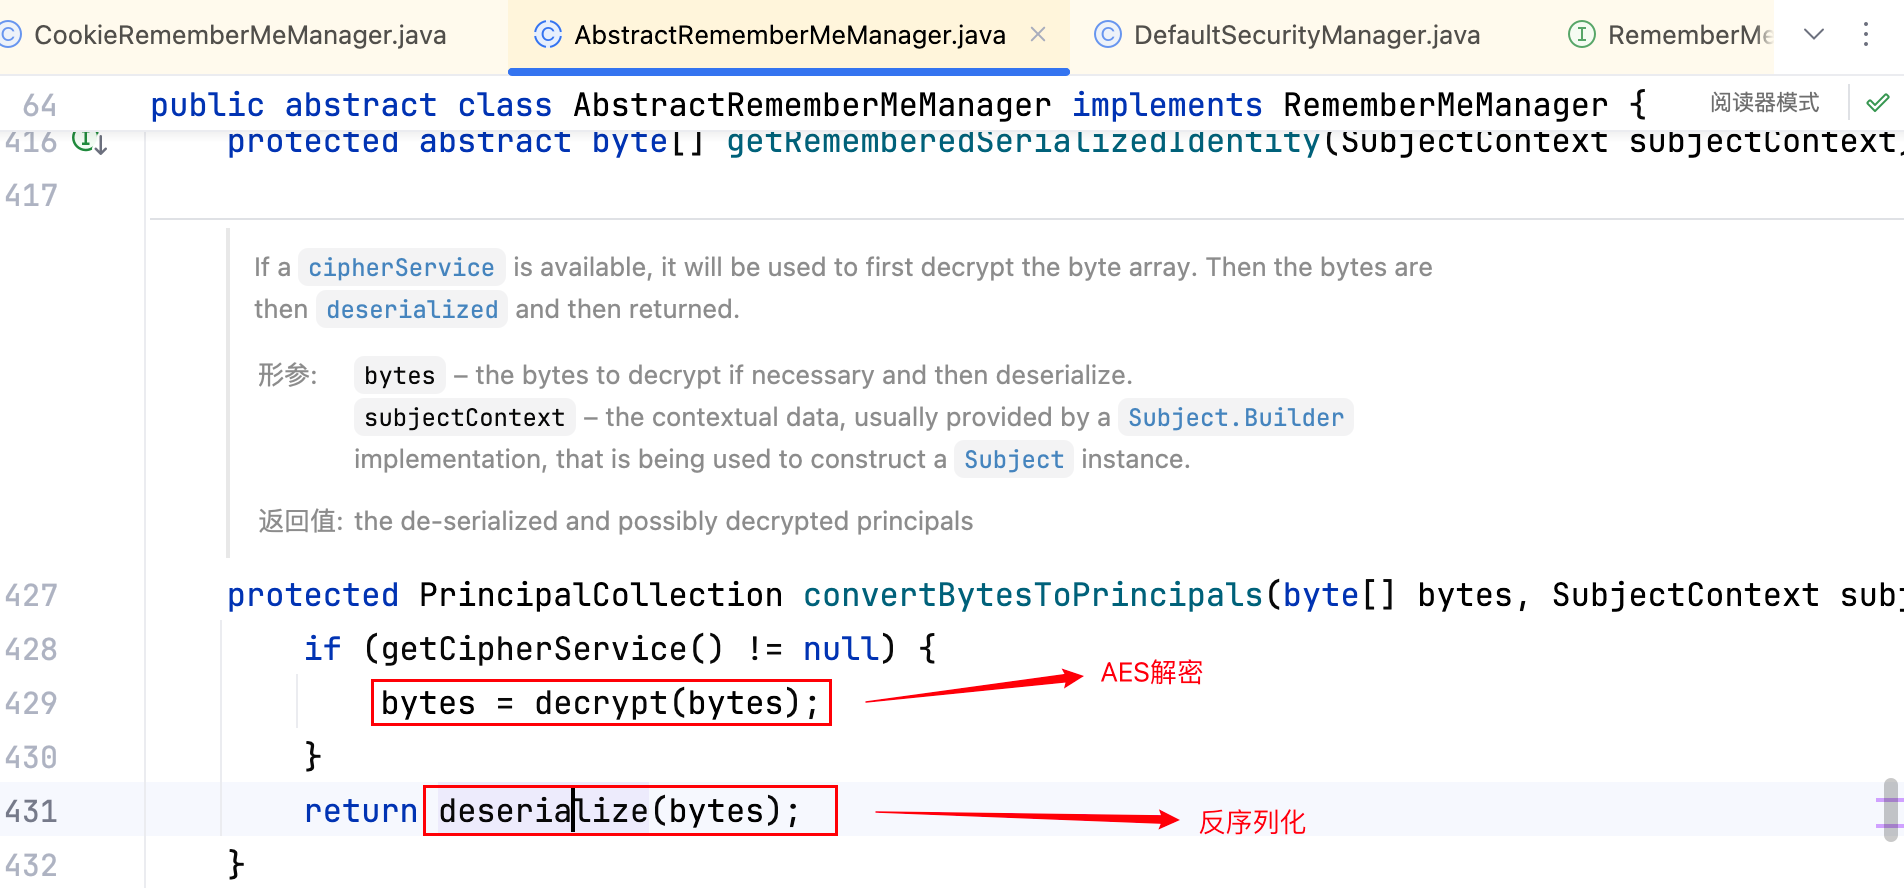 CookieRememberMeManager.java AbstractRememberMeManager.java DefaultSecurityManager.java RememberMe
64 public abstract class AbstractRememberMeManager implements RememberMeManager { 阅读器模式
416 protected abstract byte[] getRememberedSerializedIdentity(SubjectContext subjectContext)
417
If a cipherService is available, it will be used to first decrypt the byte array. Then the bytes are
then deserialized and then returned.
形参: bytes – the bytes to decrypt if necessary and then deserialize.
subjectContext – the contextual data, usually provided by a Subject.Builder
implementation, that is being used to construct a Subject instance.
返回值: the de-serialized and possibly decrypted principals
427 protected PrincipalCollection convertBytesToPrincipals(byte[] bytes, SubjectContext subj
428 if (getCipherService() != null) {
429 bytes = decrypt(bytes); AES解密
430 }
431 return deserialize(bytes); 反序列化
432 }